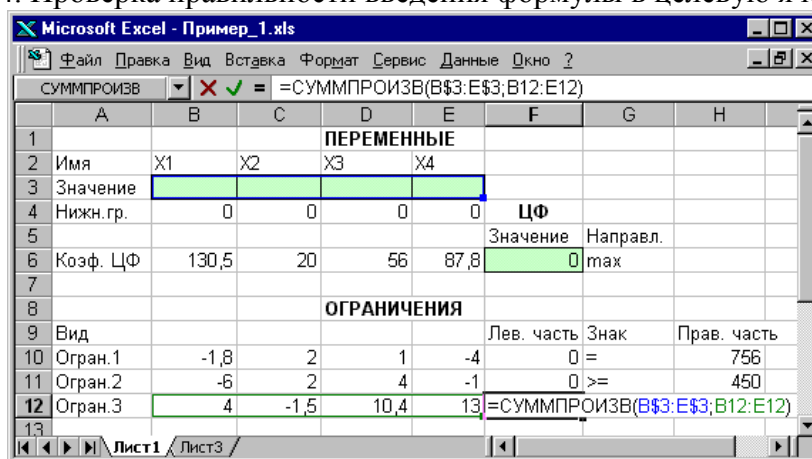 Проверка правильности введения формулы в целевую
Microsoft Excel - Пример_1.xls
Файл Правка Вид Вставка Формат Сервис Данные Окно ?
СУММПРОИЗВ = =СУММПРОИЗВ(B$3:E$3;B12:E12)
A B C D E F G H
1 ПЕРЕМЕННЫЕ
2 Имя X1 X2 X3 X4
3 Значение
4 Нижн.гр. 0 0 0 0 ЦФ
5 Значение Направл.
6 Коэф. ЦФ 130,5 20 56 87,8 0 max
7
8 ОГРАНИЧЕНИЯ
9 Вид Лев. часть Знак Прав. часть
10 Огран.1 -1,8 2 1 -4 0 = 756
11 Огран.2 -6 2 4 -1 0 >= 450
12 Огран.3 4 -1,5 10,4 13 =СУММПРОИЗВ(B$3:E$3;B12:E12)
13
Лист1 Лист3